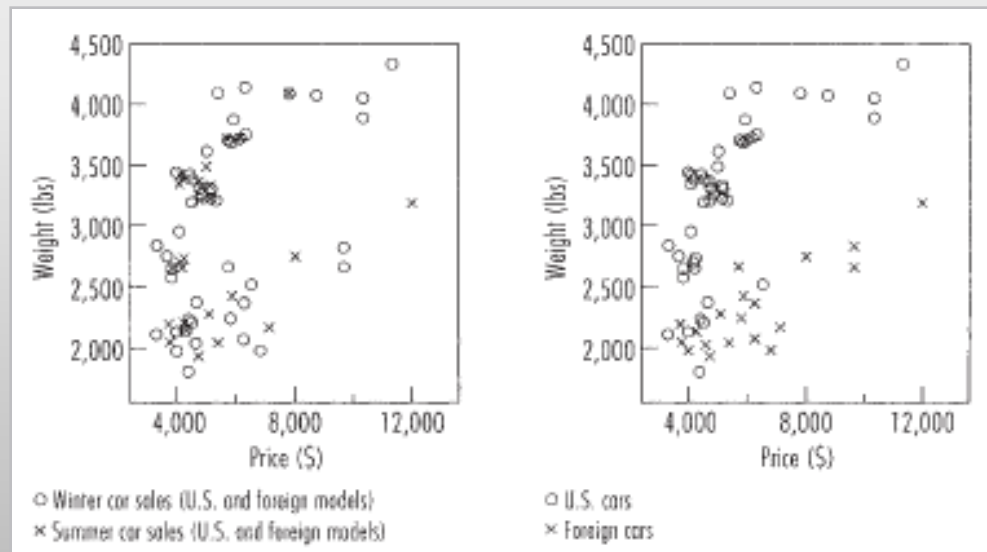 4,500
4,000
3,500
3,000
2,500
2,000
Weight (lbs)
4,000 8,000 12,000
Price ($)
○ Winter car sales (U.S. and foreign models)
× Summer car sales (U.S. and foreign models)
4,500
4,000
3,500
3,000
2,500
2,000
Weight (lbs)
4,000 8,000 12,000
Price ($)
○ U.S. cars
× Foreign cars